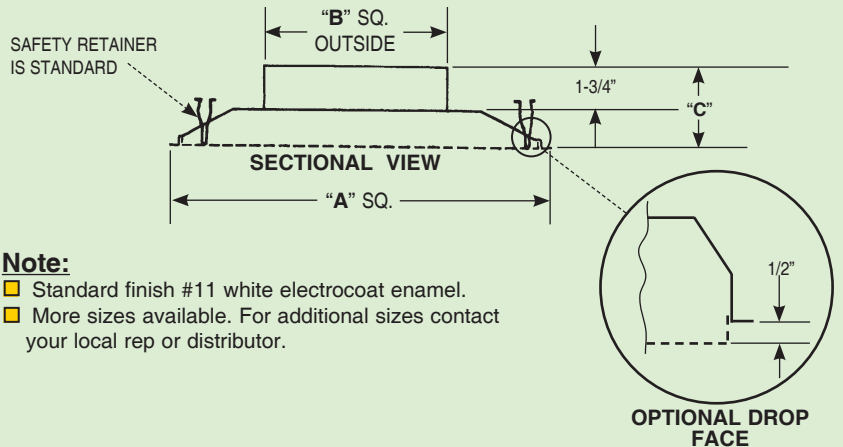 “B” SQ.
OUTSIDE
SAFETY RETAINER
IS STANDARD
1-3/4”
“C”
SECTIONAL VIEW
“A” SQ.
Note:
Standard finish #11 white electrocoat enamel.
More sizes available. For additional sizes contact
your local rep or distributor.
1/2”
OPTIONAL DROP
FACE